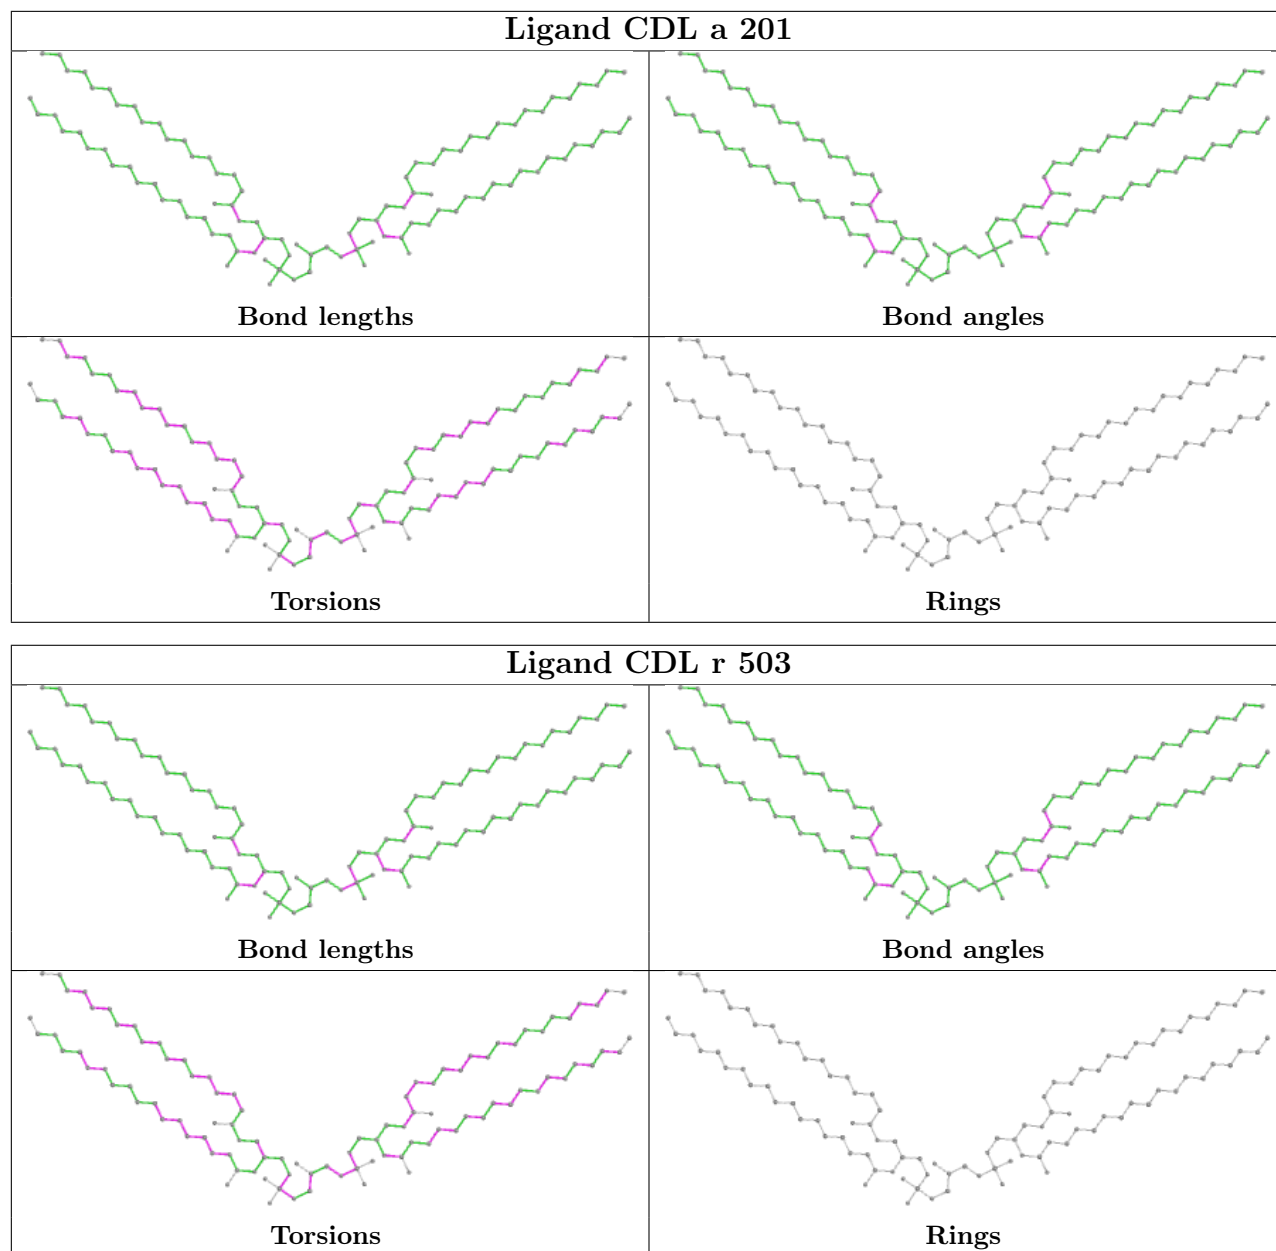 Ligand CDL a 201
Bond lengths
Bond angles
Torsions
Rings
Ligand CDL r 503
Bond lengths
Bond angles
Torsions
Rings